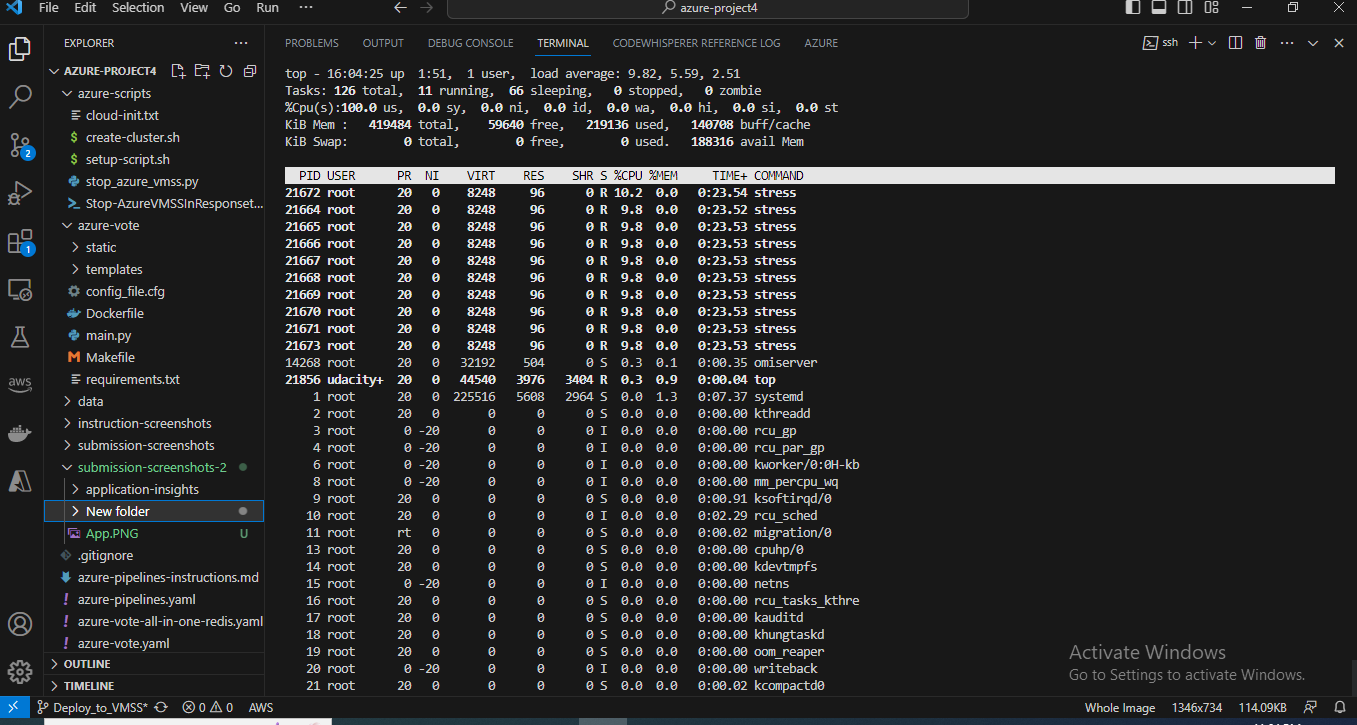 File Edit Selection View Go Run ··· azure-project4
EXPLORER ···
AZURE-PROJECT4
azure-scripts
cloud-init.txt
$ create-cluster.sh
$ setup-script.sh
stop_azure_vmss.py
Stop-AzureVMSSInResponset...
azure-vote
static
templates
config_file.cfg
Dockerfile
main.py
Makefile
requirements.txt
data
instruction-screenshots
submission-screenshots
submission-screenshots-2
application-insights
New folder
App.PNG U
.gitignore
azure-pipelines-instructions.md
! azure-pipelines.yaml
! azure-vote-all-in-one-redis.yaml
! azure-vote.yaml
OUTLINE
TIMELINE
2
1
aws
PROBLEMS OUTPUT DEBUG CONSOLE TERMINAL CODEWHISPERER REFERENCE LOG AZURE ssh ···
top - 16:04:25 up 1:51, 1 user, load average: 9.82, 5.59, 2.51
Tasks: 126 total, 11 running, 66 sleeping, 0 stopped, 0 zombie
%Cpu(s):100.0 us, 0.0 sy, 0.0 ni, 0.0 id, 0.0 wa, 0.0 hi, 0.0 si, 0.0 st
KiB Mem : 419484 total, 59640 free, 219136 used, 140708 buff/cache
KiB Swap: 0 total, 0 free, 0 used. 188316 avail Mem
PID USER PR NI VIRT RES SHR S %CPU %MEM TIME+ COMMAND
21672 root 20 0 8248 96 0 R 10.2 0.0 0:23.54 stress
21664 root 20 0 8248 96 0 R 9.8 0.0 0:23.52 stress
21665 root 20 0 8248 96 0 R 9.8 0.0 0:23.53 stress
21666 root 20 0 8248 96 0 R 9.8 0.0 0:23.53 stress
21667 root 20 0 8248 96 0 R 9.8 0.0 0:23.53 stress
21668 root 20 0 8248 96 0 R 9.8 0.0 0:23.53 stress
21669 root 20 0 8248 96 0 R 9.8 0.0 0:23.53 stress
21670 root 20 0 8248 96 0 R 9.8 0.0 0:23.53 stress
21671 root 20 0 8248 96 0 R 9.8 0.0 0:23.53 stress
21673 root 20 0 8248 96 0 R 9.8 0.0 0:23.53 stress
14268 root 20 0 32192 504 0 S 0.3 0.1 0:00.35 omiserver
21856 udacity+ 20 0 44540 3976 3404 R 0.3 0.9 0:00.04 top
1 root 20 0 225516 5608 2964 S 0.0 1.3 0:07.37 systemd
2 root 20 0 0 0 0 S 0.0 0.0 0:00.00 kthreadd
3 root 0 -20 0 0 0 I 0.0 0.0 0:00.00 rcu_gp
4 root 0 -20 0 0 0 I 0.0 0.0 0:00.00 rcu_par_gp
6 root 0 -20 0 0 0 I 0.0 0.0 0:00.00 kworker/0:0H-kb
8 root 0 -20 0 0 0 I 0.0 0.0 0:00.00 mm_percpu_wq
9 root 20 0 0 0 0 S 0.0 0.0 0:00.91 ksoftirqd/0
10 root 20 0 0 0 0 I 0.0 0.0 0:02.29 rcu_sched
11 root rt 0 0 0 0 S 0.0 0.0 0:00.02 migration/0
13 root 20 0 0 0 0 S 0.0 0.0 0:00.00 cpuhp/0
14 root 20 0 0 0 0 S 0.0 0.0 0:00.00 kdevtmpfs
15 root 0 -20 0 0 0 I 0.0 0.0 0:00.00 netns
16 root 20 0 0 0 0 S 0.0 0.0 0:00.00 rcu_tasks_kthre
17 root 20 0 0 0 0 S 0.0 0.0 0:00.00 kauditd
18 root 20 0 0 0 0 S 0.0 0.0 0:00.00 khungtaskd
19 root 20 0 0 0 0 S 0.0 0.0 0:00.00 oom_reaper
20 root 0 -20 0 0 0 I 0.0 0.0 0:00.00 writeback
21 root 20 0 0 0 0 S 0.0 0.0 0:00.02 kcompactd0
Activate Windows
Go to Settings to activate Windows.
Deploy_to_VMSS* 0 0 AWS Whole Image 1346x734 114.09KB